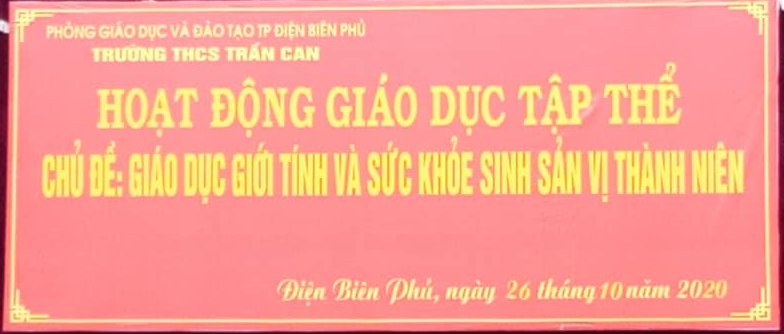 PHÒNG GIÁO DỤC VÀ ĐÀO TẠO TP ĐIỆN BIÊN PHỦ
TRƯỜNG THCS TRẦN CAN
HOẠT ĐỘNG GIÁO DỤC TẬP THỂ
CHỦ ĐỀ: GIÁO DỤC GIỚI TÍNH VÀ SỨC KHỎE SINH SẢN VỊ THÀNH NIÊN
Điện Biên Phủ, ngày 26 tháng 10 năm 2020